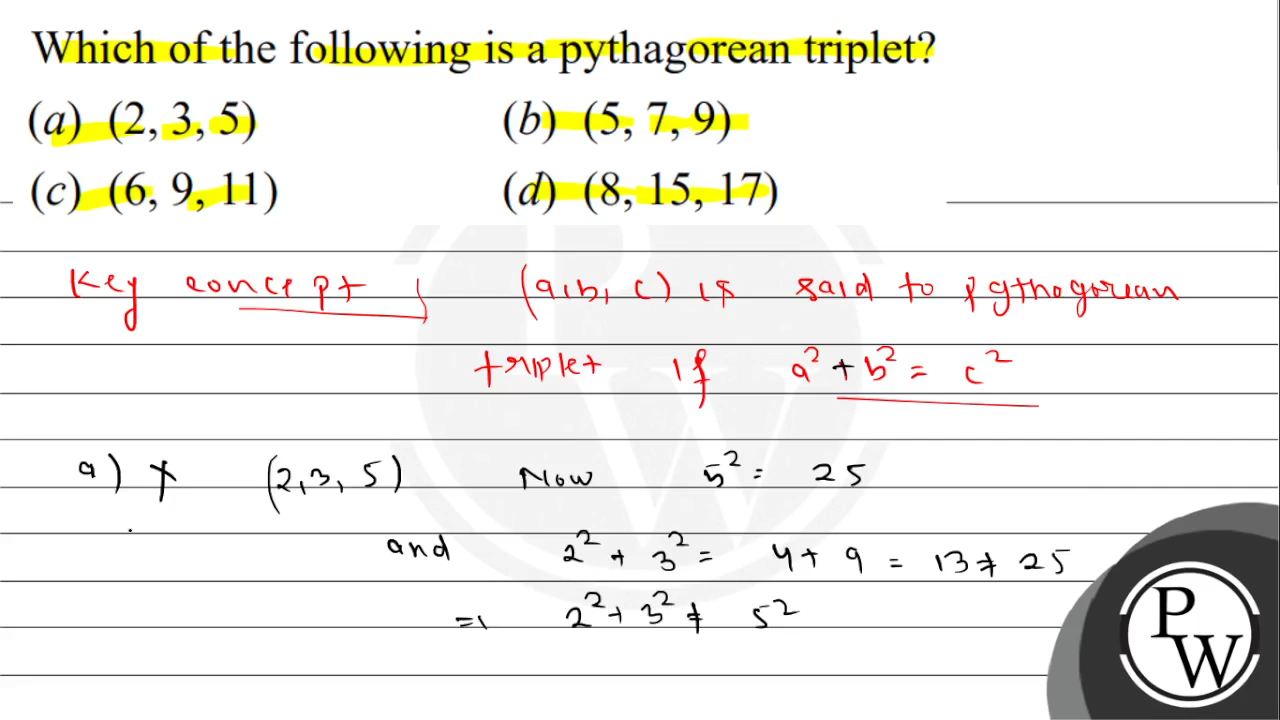 Which of the following is a pythagorean triplet?
(a) (2, 3, 5) (b) (5, 7, 9)
(c) (6, 9, 11) (d) (8, 15, 17)
Key concept (a, b, c) is said to pythogorean
triplet if a² + b² = c²
a) ✗ (2, 3, 5) Now 5² = 25
and 2² + 3² = 4 + 9 = 13 ≠ 25
⇒ 2² + 3² ≠ 5²
P
W